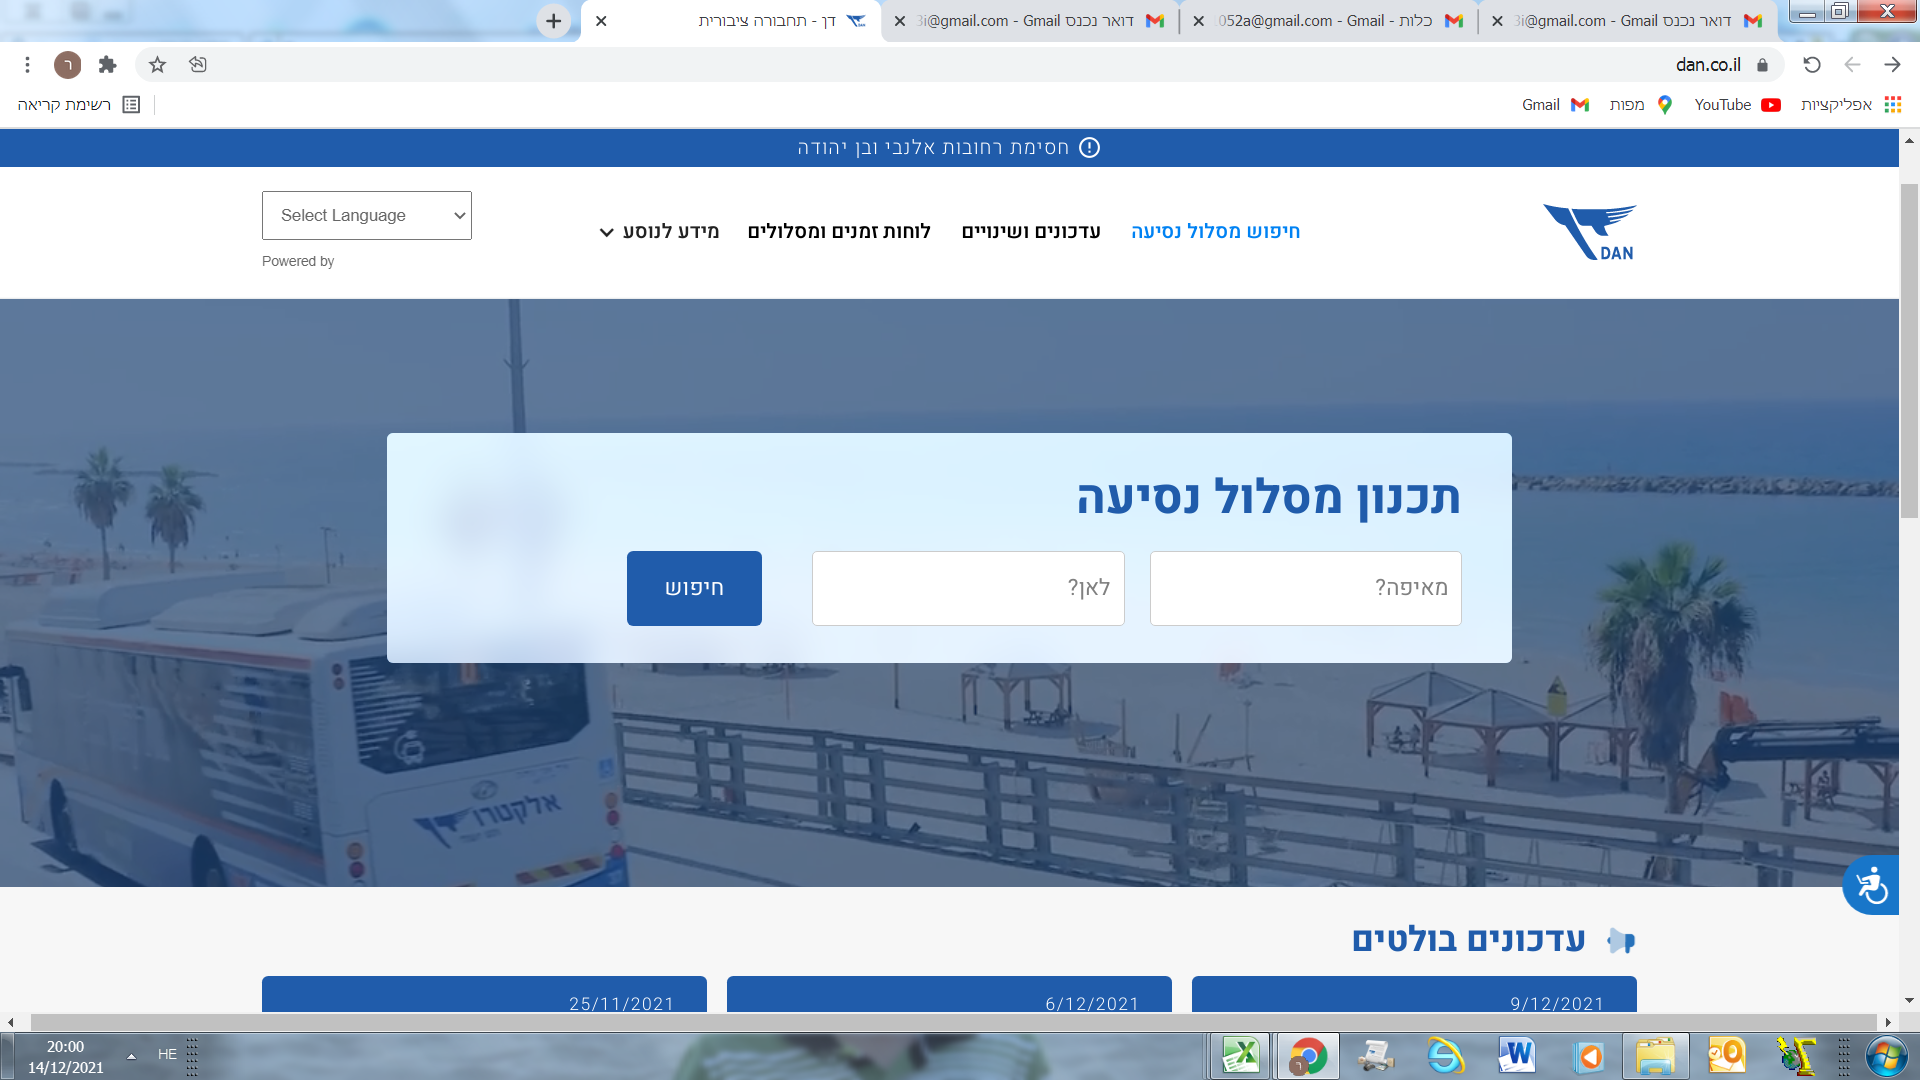 דואר נכנס - 3i@gmail.com - Gmail
כלות - 052a@gmail.com - Gmail
דואר נכנס - 3i@gmail.com - Gmail
דן - תחבורה ציבורית
dan.co.il
ר
אפליקציות
YouTube
מפות
Gmail
רשימת קריאה
חסימת רחובות אלנבי ובן יהודה
DAN
חיפוש מסלול נסיעה
עדכונים ושינויים
לוחות זמנים ומסלולים
מידע לנוסע
Select Language
Powered by
תכנון מסלול נסיעה
מאיפה?
לאן?
חיפוש
אלקטרו דן
עדכונים בולטים
9/12/2021
6/12/2021
25/11/2021
HE
20:00
14/12/2021